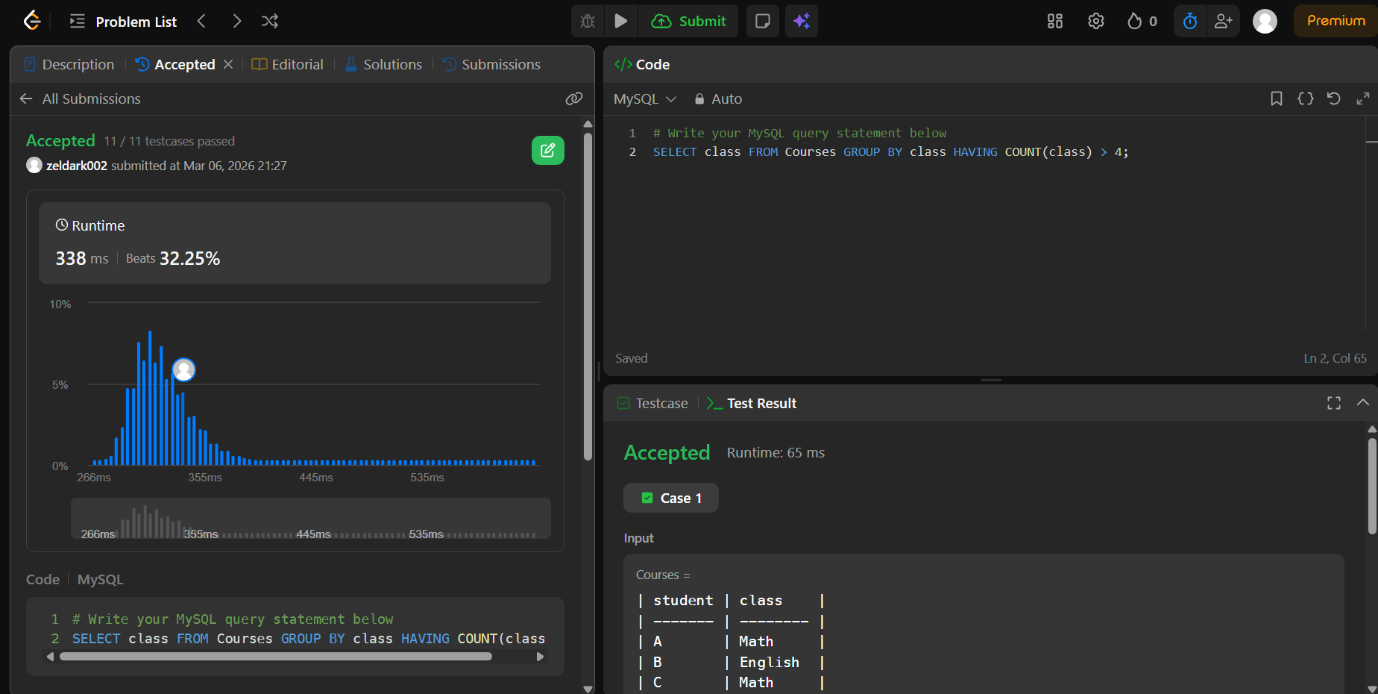 Problem List
Submit
0
Premium
Description
Accepted
Editorial
Solutions
Submissions
All Submissions
Accepted 11 / 11 testcases passed
zeldark002 submitted at Mar 06, 2026 21:27
Runtime
338 ms | Beats 32.25%
10%
5%
0%
266ms 355ms 445ms 535ms
266ms 355ms 445ms 535ms
Code | MySQL
1 # Write your MySQL query statement below
2 SELECT class FROM Courses GROUP BY class HAVING COUNT(class
</> Code
MySQL Auto
1 # Write your MySQL query statement below
2 SELECT class FROM Courses GROUP BY class HAVING COUNT(class) > 4;
Saved Ln 2, Col 65
Testcase | >_ Test Result
Accepted Runtime: 65 ms
Case 1
Input
Courses =
| student | class    |
| ------- | -------- |
| A       | Math     |
| B       | English  |
| C       | Math     |